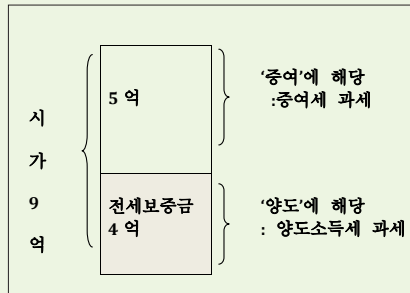 시
가
9
억
5 억
전세보증금
4 억
‘증여’에 해당
:증여세 과세
‘양도’에 해당
: 양도소득세 과세